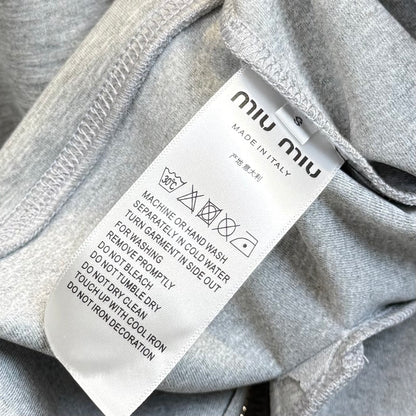 S
miu miu
MADE IN ITALY
产地意大利
30°C
MACHINE OR HAND WASH
SEPARATELY IN COLD WATER
TURN GARMENT IN SIDE OUT
FOR WASHING
REMOVE PROMPTLY
DO NOT BLEACH
DO NOT TUMBLE DRY
DO NOT DRY CLEAN
TOUCH UP WITH COOL IRON
DO NOT IRON DECORATION